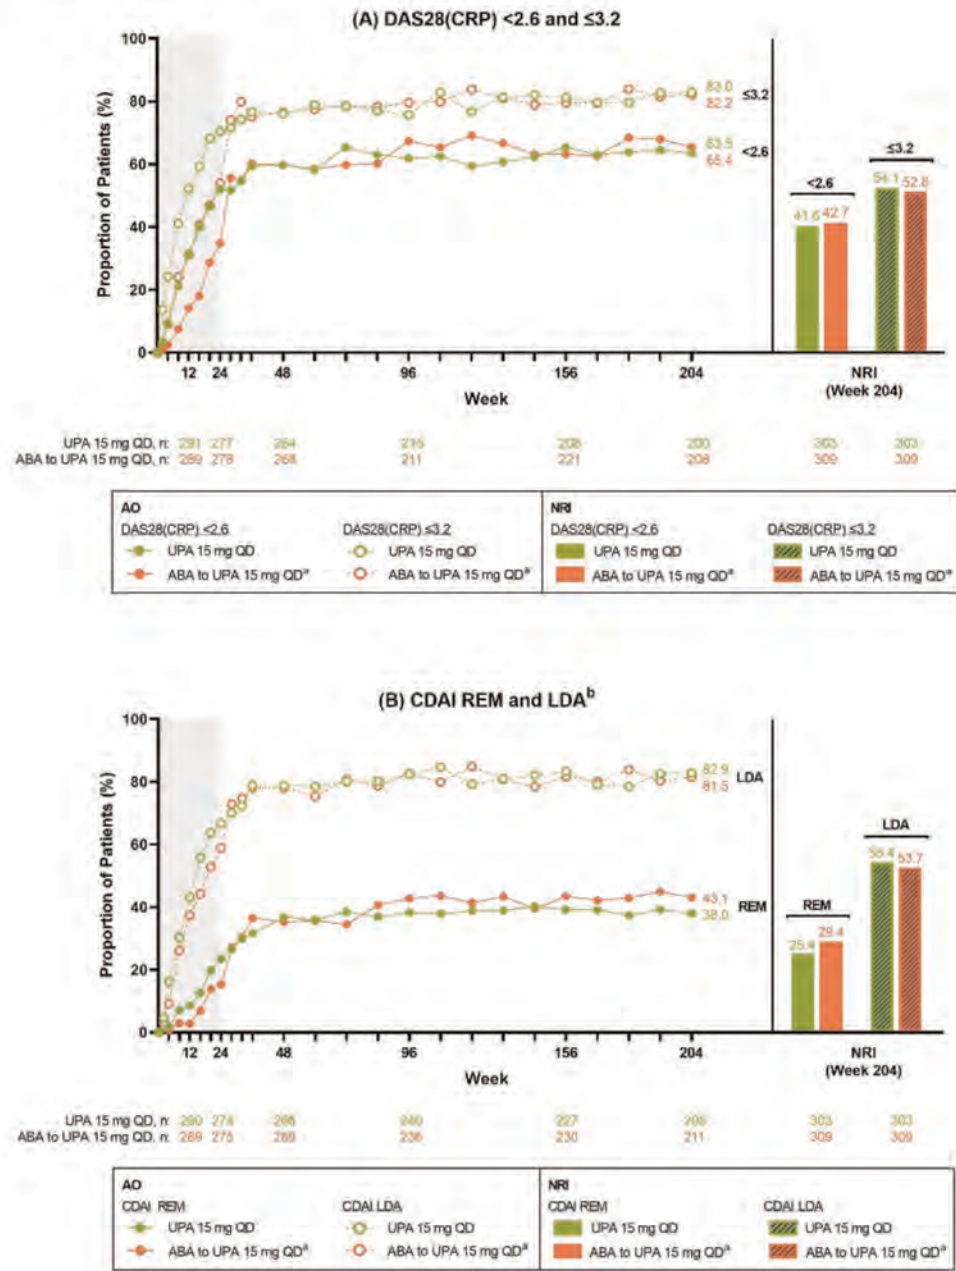 (A) DAS28(CRP) <2.6 and ≤3.2
Proportion of Patients (%)
100
80
60
40
20
0
12 24 48 96 156 204
Week
83.0
82.2
≤3.2
63.5
65.4
<2.6
<2.6
41.6 42.7
≤3.2
54.1 52.8
NRI
(Week 204)
UPA 15 mg QD, n: 291 277 264 215 208 200 303 303
ABA to UPA 15 mg QD, n: 289 278 268 211 221 208 309 309
AO
DAS28(CRP) <2.6 DAS28(CRP) ≤3.2
UPA 15 mg QD UPA 15 mg QD
ABA to UPA 15 mg QDᵃ ABA to UPA 15 mg QDᵃ
NRI
DAS28(CRP) <2.6 DAS28(CRP) ≤3.2
UPA 15 mg QD UPA 15 mg QD
ABA to UPA 15 mg QDᵃ ABA to UPA 15 mg QDᵃ
(B) CDAI REM and LDAᵇ
Proportion of Patients (%)
100
80
60
40
20
0
12 24 48 96 156 204
Week
82.9
81.5
LDA
43.1
38.0
REM
REM
25.4 29.4
LDA
55.4 53.7
NRI
(Week 204)
UPA 15 mg QD, n: 290 274 240 227 303 303
ABA to UPA 15 mg QD, n: 289 275 236 230 211 309 309
AO
CDAI REM CDAI LDA
UPA 15 mg QD UPA 15 mg QD
ABA to UPA 15 mg QDᵃ ABA to UPA 15 mg QDᵃ
NRI
CDAI REM CDAI LDA
UPA 15 mg QD UPA 15 mg QD
ABA to UPA 15 mg QDᵃ ABA to UPA 15 mg QDᵃ